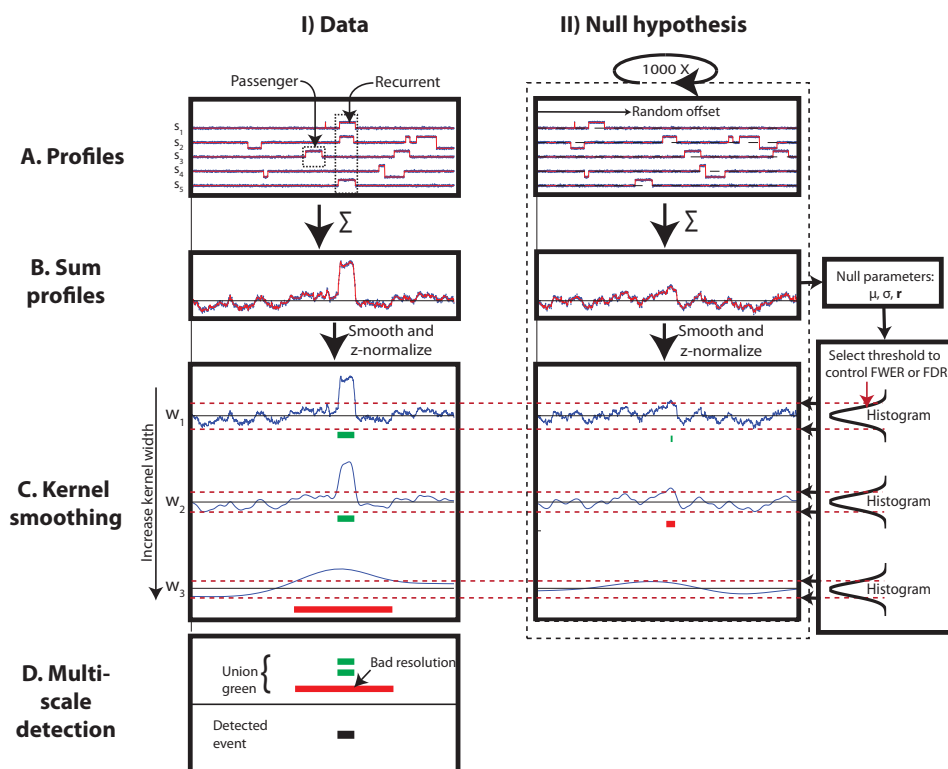 I) Data
II) Null hypothesis
1000 X
Passenger
Recurrent
Random offset
A. Profiles
S1
S2
S3
S4
S5
Σ
Σ
B. Sum
profiles
Null parameters:
μ, σ, r
Smooth and
z-normalize
Smooth and
z-normalize
Select threshold to
control FWER or FDR
C. Kernel
smoothing
Increase kernel width
W1
W2
W3
Histogram
Histogram
Histogram
D. Multi-
scale
detection
Union
green
{
Bad resolution
Detected
event